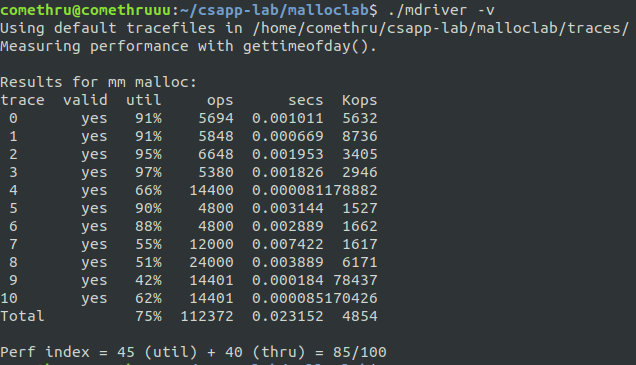 comethru@comethruuu:~/csapp-lab/malloclab$ ./mdriver -v
Using default tracefiles in /home/comethru/csapp-lab/malloclab/traces/
Measuring performance with gettimeofday().

Results for mm malloc:
trace  valid  util     ops      secs  Kops
 0       yes   91%    5694  0.001011  5632
 1       yes   91%    5848  0.000669  8736
 2       yes   95%    6648  0.001953  3405
 3       yes   97%    5380  0.001826  2946
 4       yes   66%   14400  0.000081178882
 5       yes   90%    4800  0.003144  1527
 6       yes   88%    4800  0.002889  1662
 7       yes   55%   12000  0.007422  1617
 8       yes   51%   24000  0.003889  6171
 9       yes   42%   14401  0.000184 78437
10       yes   62%   14401  0.000085170426
Total          75%  112372  0.023152  4854

Perf index = 45 (util) + 40 (thru) = 85/100